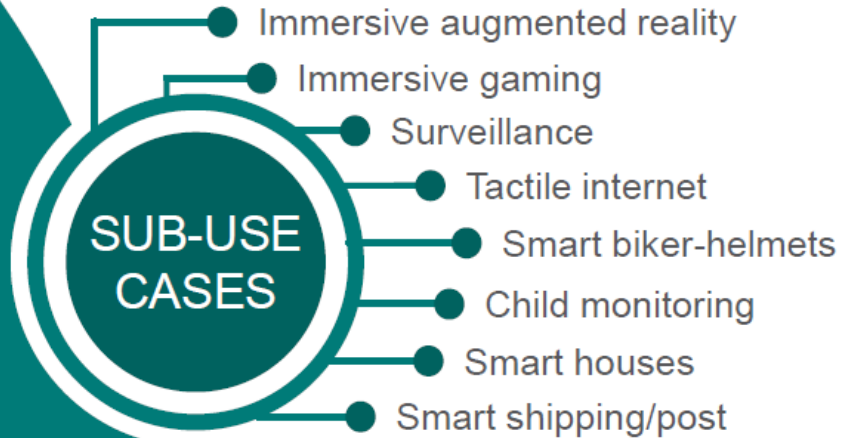 Immersive augmented reality
Immersive gaming
Surveillance
Tactile internet
SUB-USE
CASES
Smart biker-helmets
Child monitoring
Smart houses
Smart shipping/post